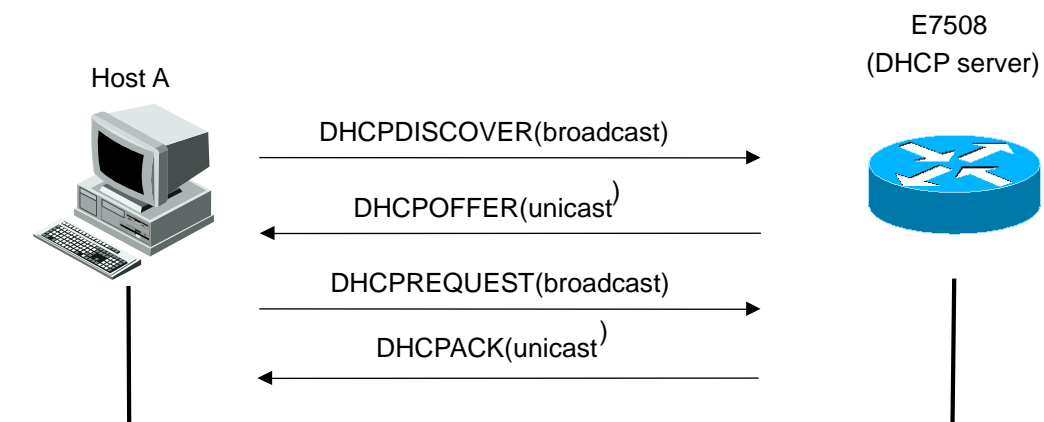 E7508
(DHCP server)
Host A
DHCPDISCOVER(broadcast)
DHCPOFFER(unicast)
DHCPREQUEST(broadcast)
DHCPACK(unicast)